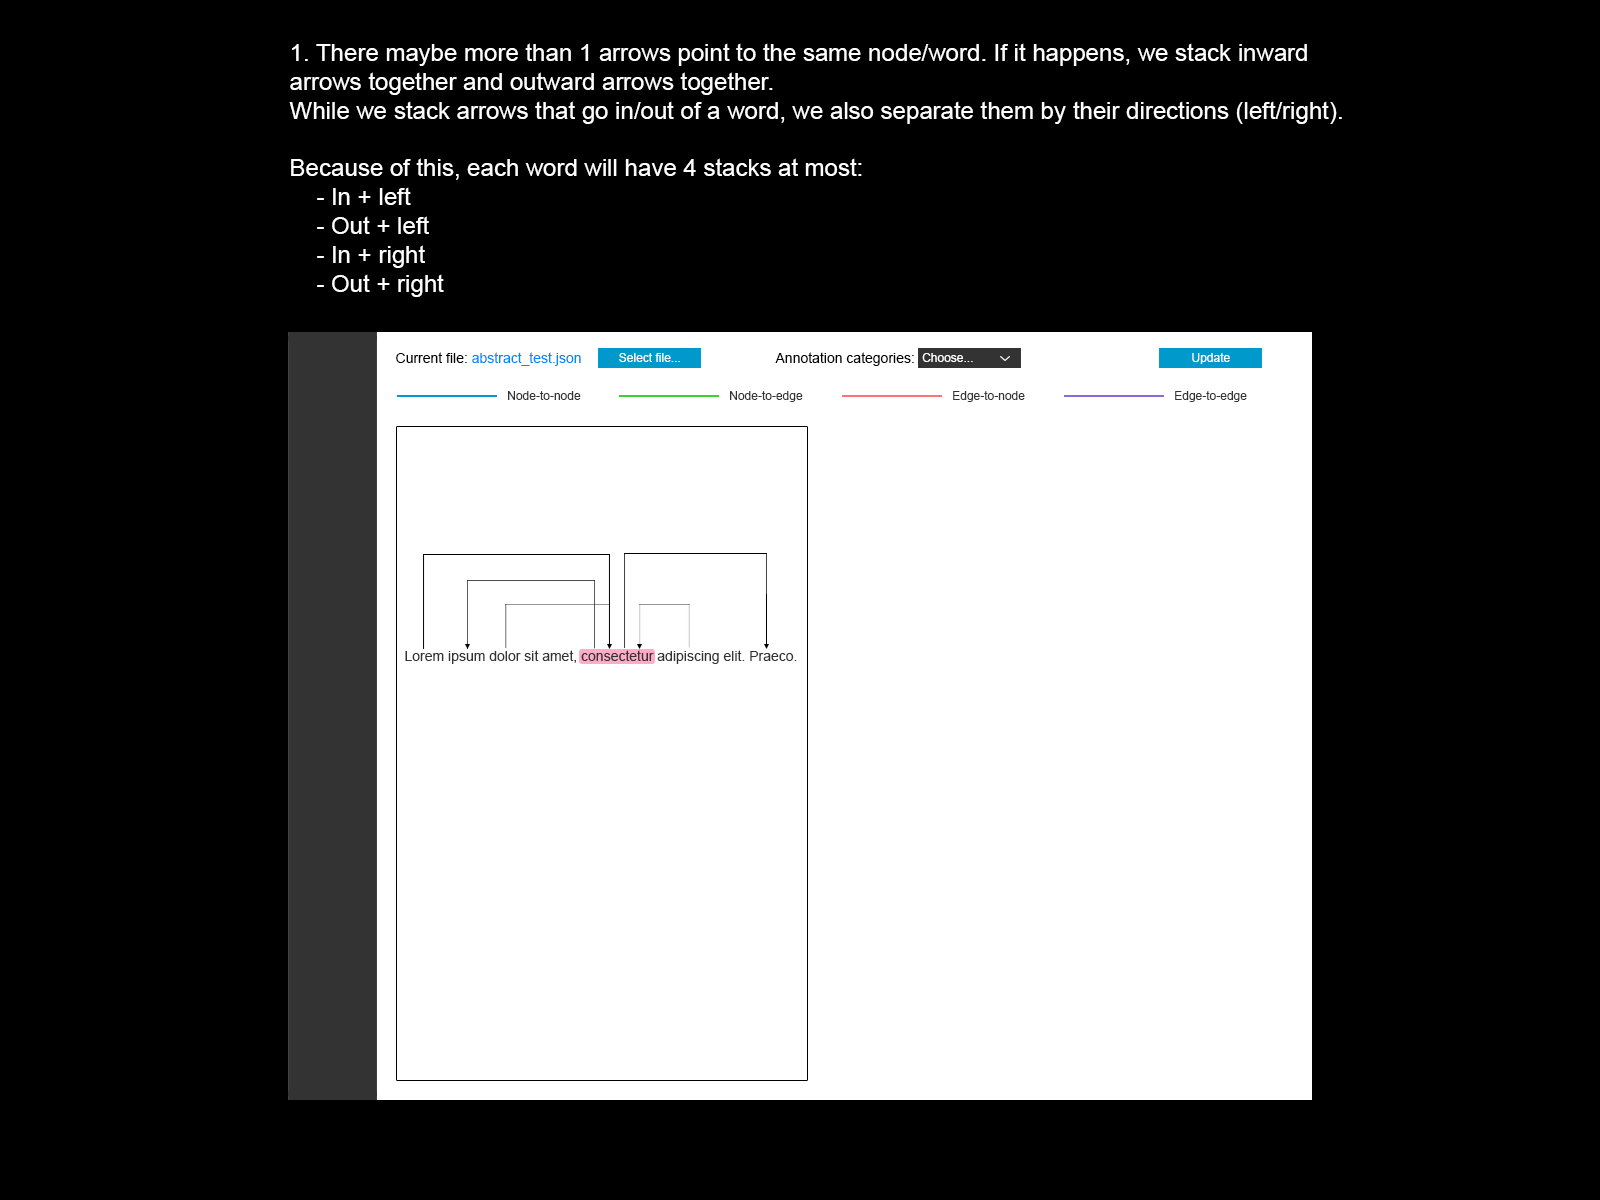 1. There maybe more than 1 arrows point to the same node/word. If it happens, we stack inward
arrows together and outward arrows together.
While we stack arrows that go in/out of a word, we also separate them by their directions (left/right).
Because of this, each word will have 4 stacks at most:
- In + left
- Out + left
- In + right
- Out + right
Current file: abstract_test.json Select file... Annotation categories: Choose... Update
Node-to-node Node-to-edge Edge-to-node Edge-to-edge
Lorem ipsum dolor sit amet, consectetur adipiscing elit. Praeco.